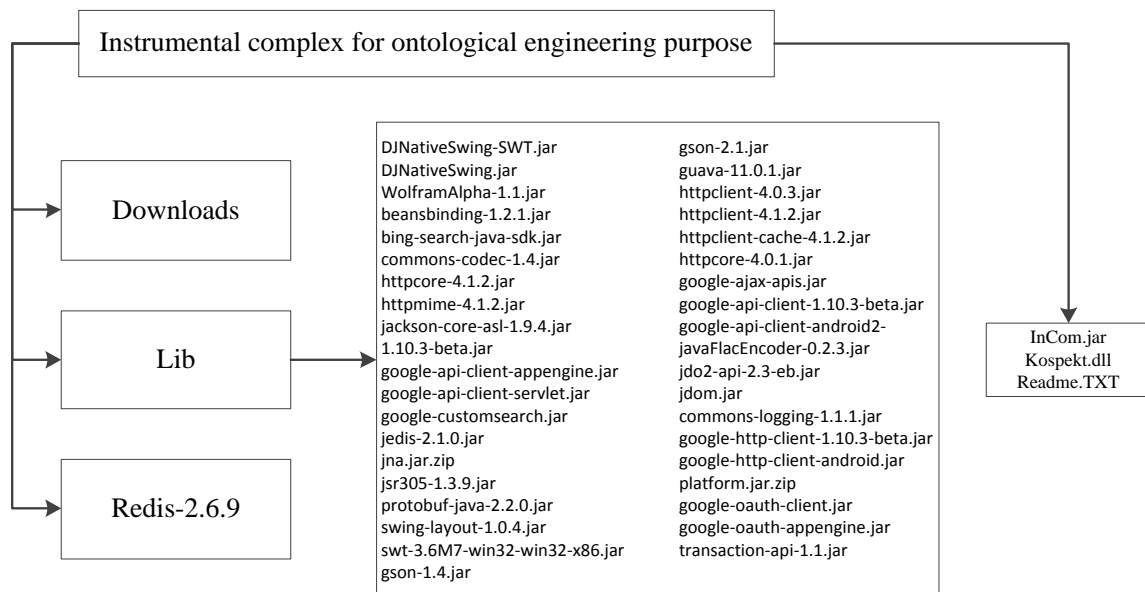 Instrumental complex for ontological engineering purpose
Downloads
Lib
Redis-2.6.9
DJNativeSwing-SWT.jar
DJNativeSwing.jar
WolframAlpha-1.1.jar
beansbinding-1.2.1.jar
bing-search-java-sdk.jar
commons-codec-1.4.jar
httpcore-4.1.2.jar
httpmime-4.1.2.jar
jackson-core-asl-1.9.4.jar
1.10.3-beta.jar
google-api-client-appengine.jar
google-api-client-servlet.jar
google-customsearch.jar
jedis-2.1.0.jar
jna.jar.zip
jsr305-1.3.9.jar
protobuf-java-2.2.0.jar
swing-layout-1.0.4.jar
swt-3.6M7-win32-win32-x86.jar
gson-1.4.jar
gson-2.1.jar
guava-11.0.1.jar
httpclient-4.0.3.jar
httpclient-4.1.2.jar
httpclient-cache-4.1.2.jar
httpcore-4.0.1.jar
google-ajax-apis.jar
google-api-client-1.10.3-beta.jar
google-api-client-android2-
javaFlacEncoder-0.2.3.jar
jdo2-api-2.3-eb.jar
jdom.jar
commons-logging-1.1.1.jar
google-http-client-1.10.3-beta.jar
google-http-client-android.jar
platform.jar.zip
google-oauth-client.jar
google-oauth-appengine.jar
transaction-api-1.1.jar
InCom.jar
Kospekt.dll
Readme.TXT